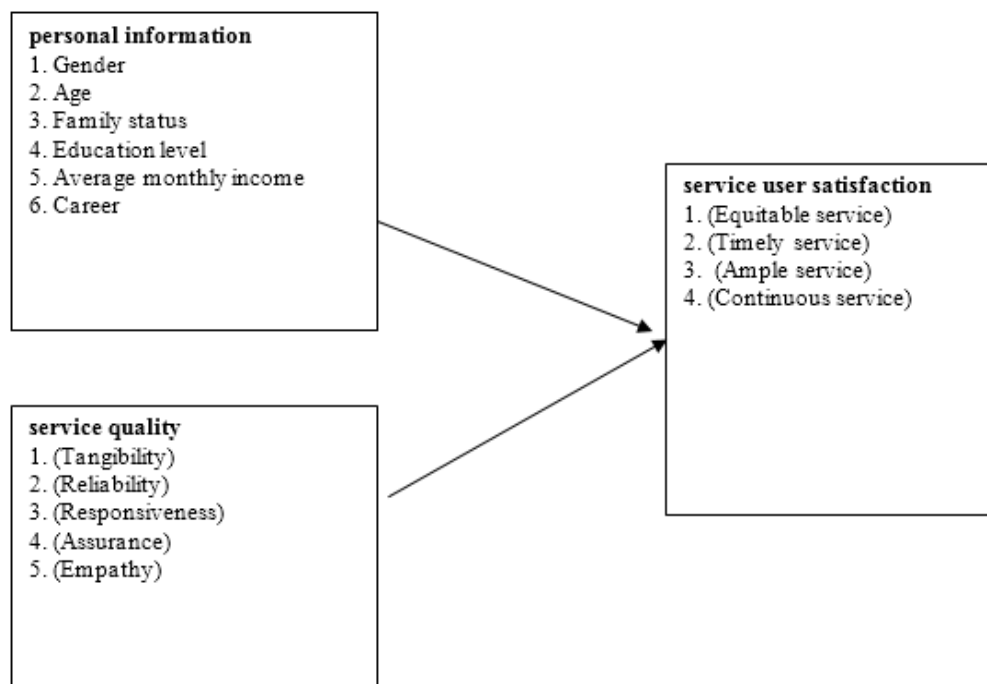 personal information
1. Gender
2. Age
3. Family status
4. Education level
5. Average monthly income
6. Career
service user satisfaction
1. (Equitable service)
2. (Timely service)
3. (Ample service)
4. (Continuous service)
service quality
1. (Tangibility)
2. (Reliability)
3. (Responsiveness)
4. (Assurance)
5. (Empathy)